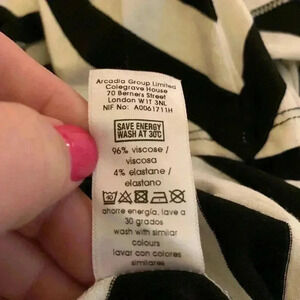 Arcadia Group Limited
Colegrave House
70 Berners Street
London W1T 3NL
NIF No: A0061711H
SAVE ENERGY
WASH AT 30°C
96% viscose /
viscosa
4% elastane /
elastano
ahorre energía, lave a
30 grados
wash with similar
colours
lavar con colores
similares